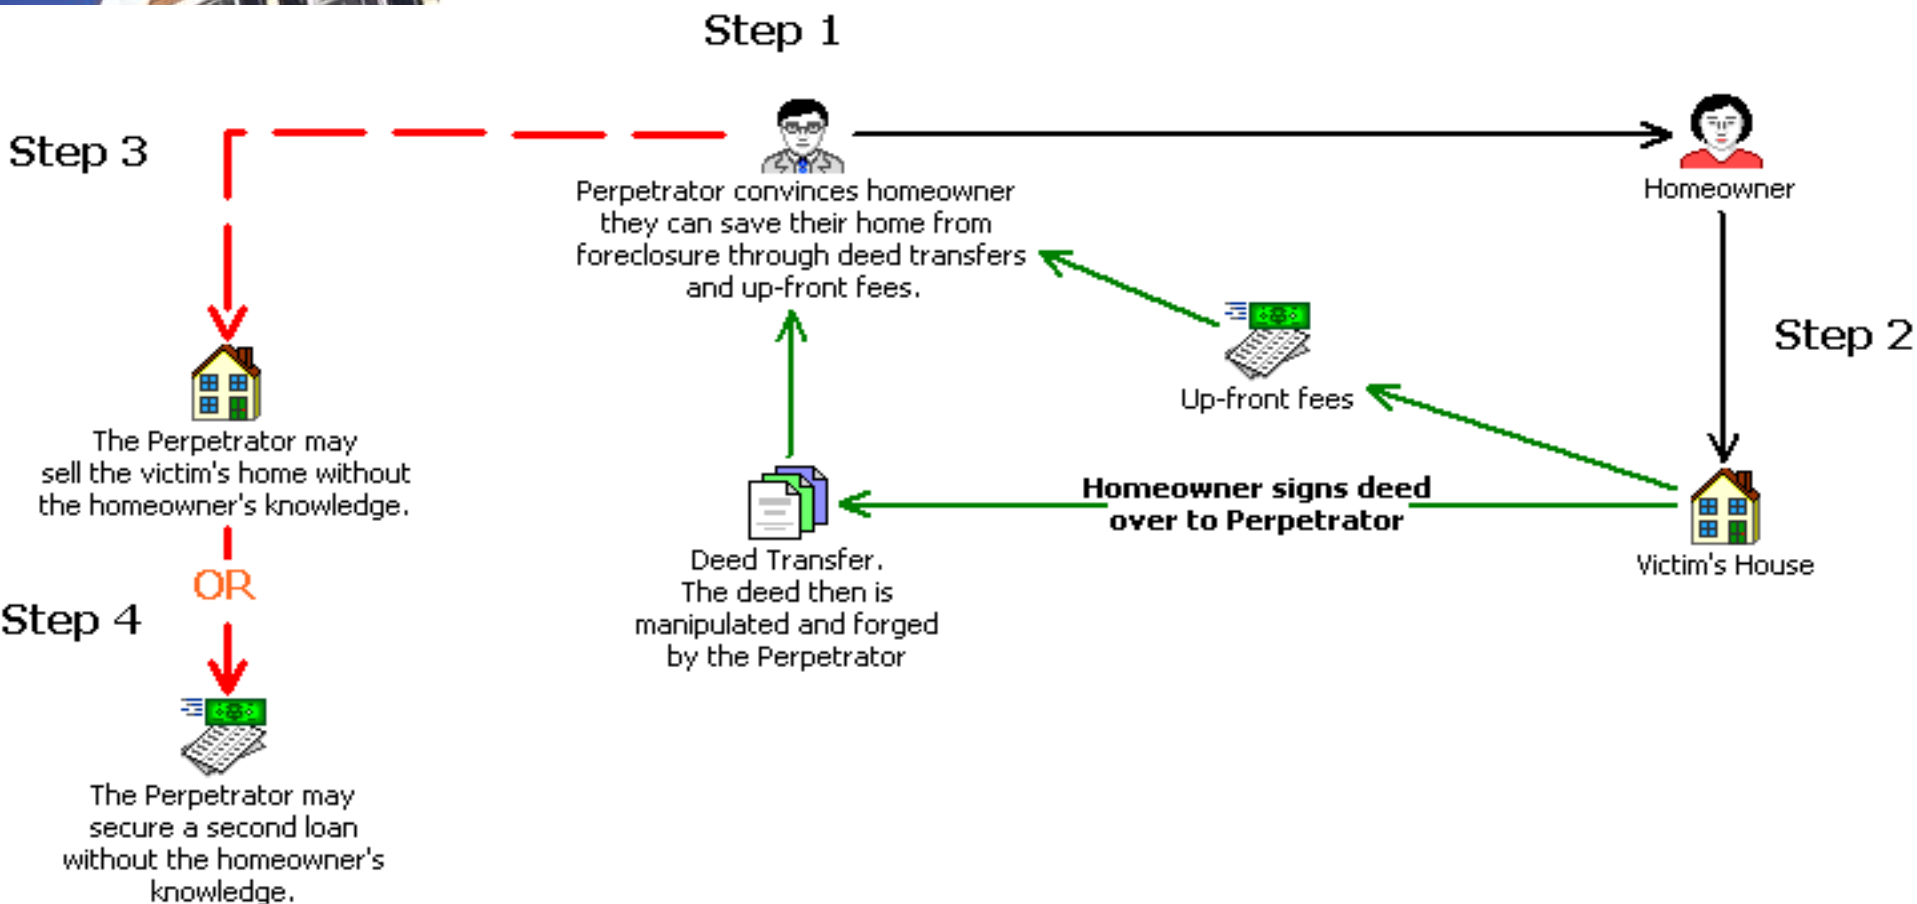 Step 1
Step 3
Perpetrator convinces homeowner
they can save their home from
foreclosure through deed transfers
and up-front fees.
Homeowner
Step 2
Up-front fees
The Perpetrator may
sell the victim's home without
the homeowner's knowledge.
Homeowner signs deed
over to Perpetrator
Deed Transfer.
The deed then is
manipulated and forged
by the Perpetrator
Victim's House
OR
Step 4
The Perpetrator may
secure a second loan
without the homeowner's
knowledge.